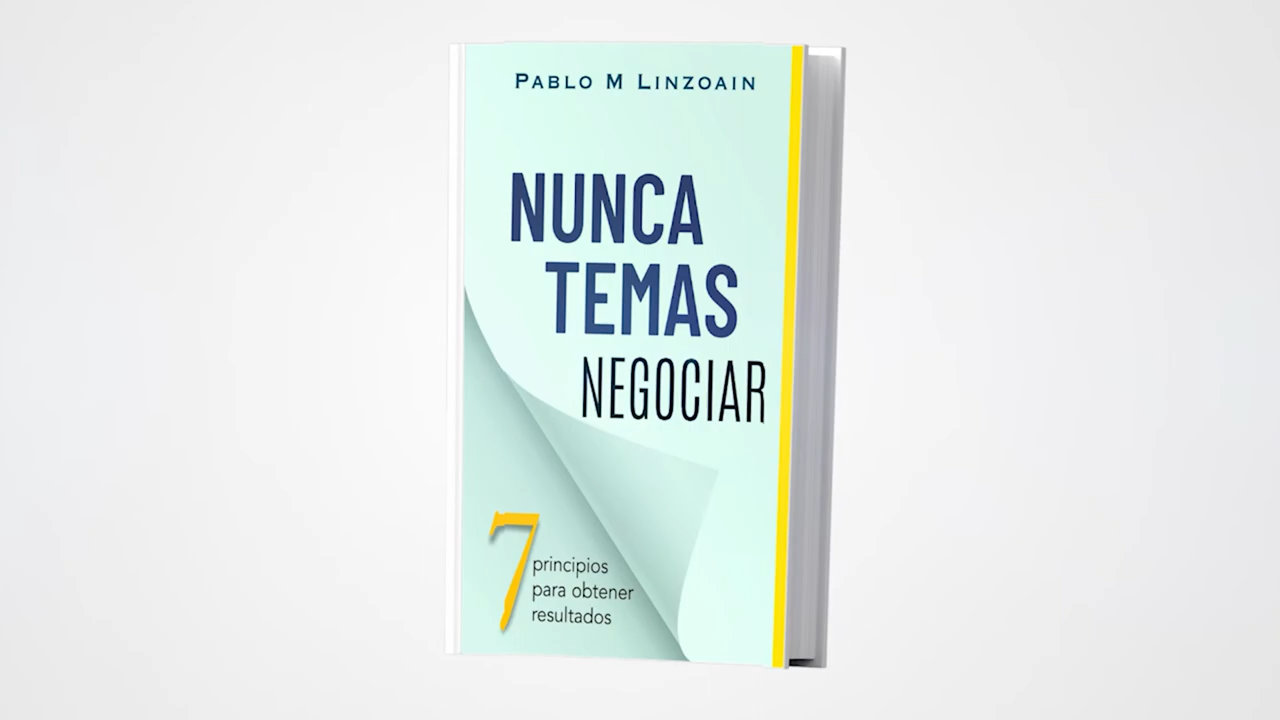 PABLO M LINZOAIN
NUNCA
TEMAS
NEGOCIAR
7 principios
para obtener
resultados